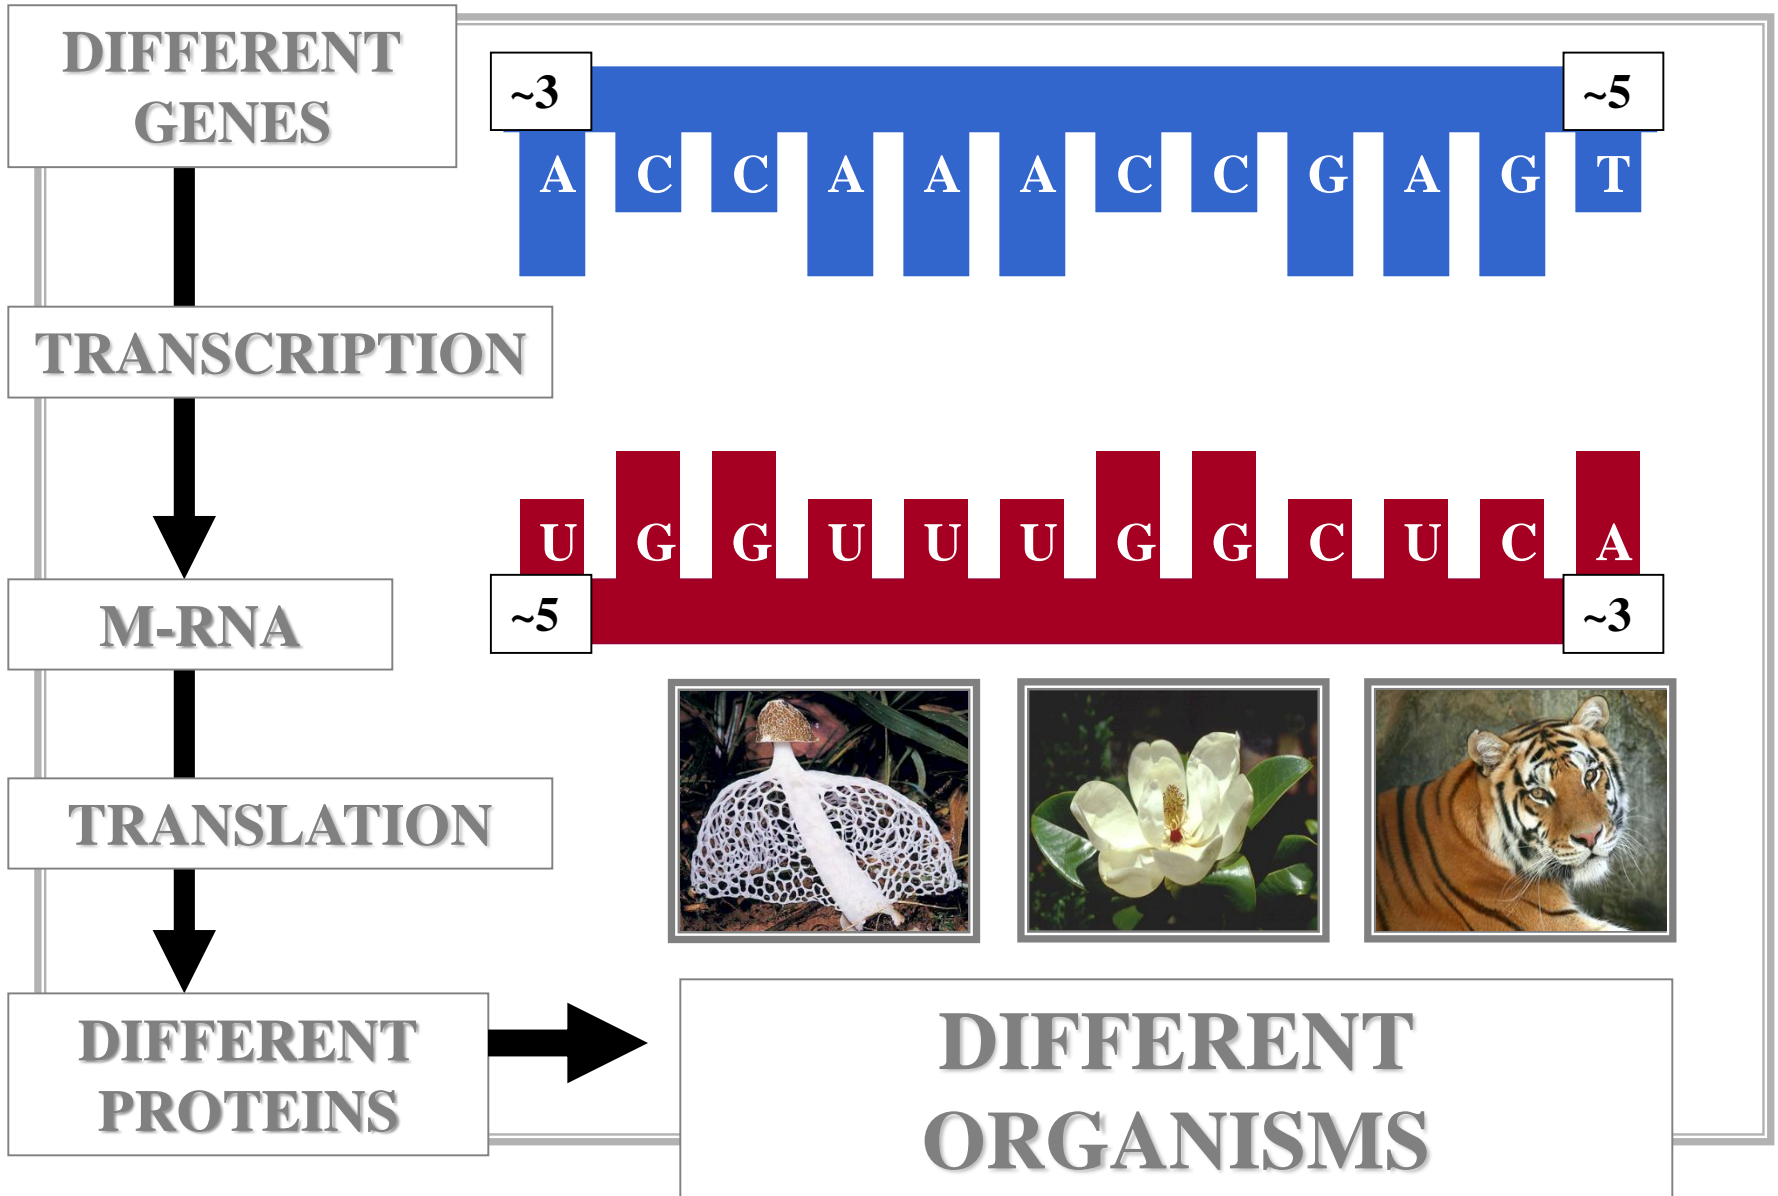 DIFFERENT
GENES
~3
~5
A C C A A A C C G A G T
TRANSCRIPTION
U G G U U U G G C U C A
~5
~3
M-RNA
TRANSLATION
DIFFERENT
PROTEINS
DIFFERENT
ORGANISMS